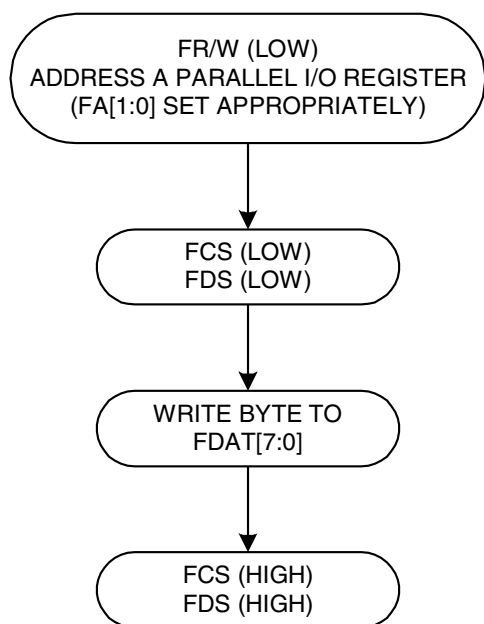 FR/W (LOW)
ADDRESS A PARALLEL I/O REGISTER
(FA[1:0] SET APPROPRIATELY)
FCS (LOW)
FDS (LOW)
WRITE BYTE TO
FDAT[7:0]
FCS (HIGH)
FDS (HIGH)